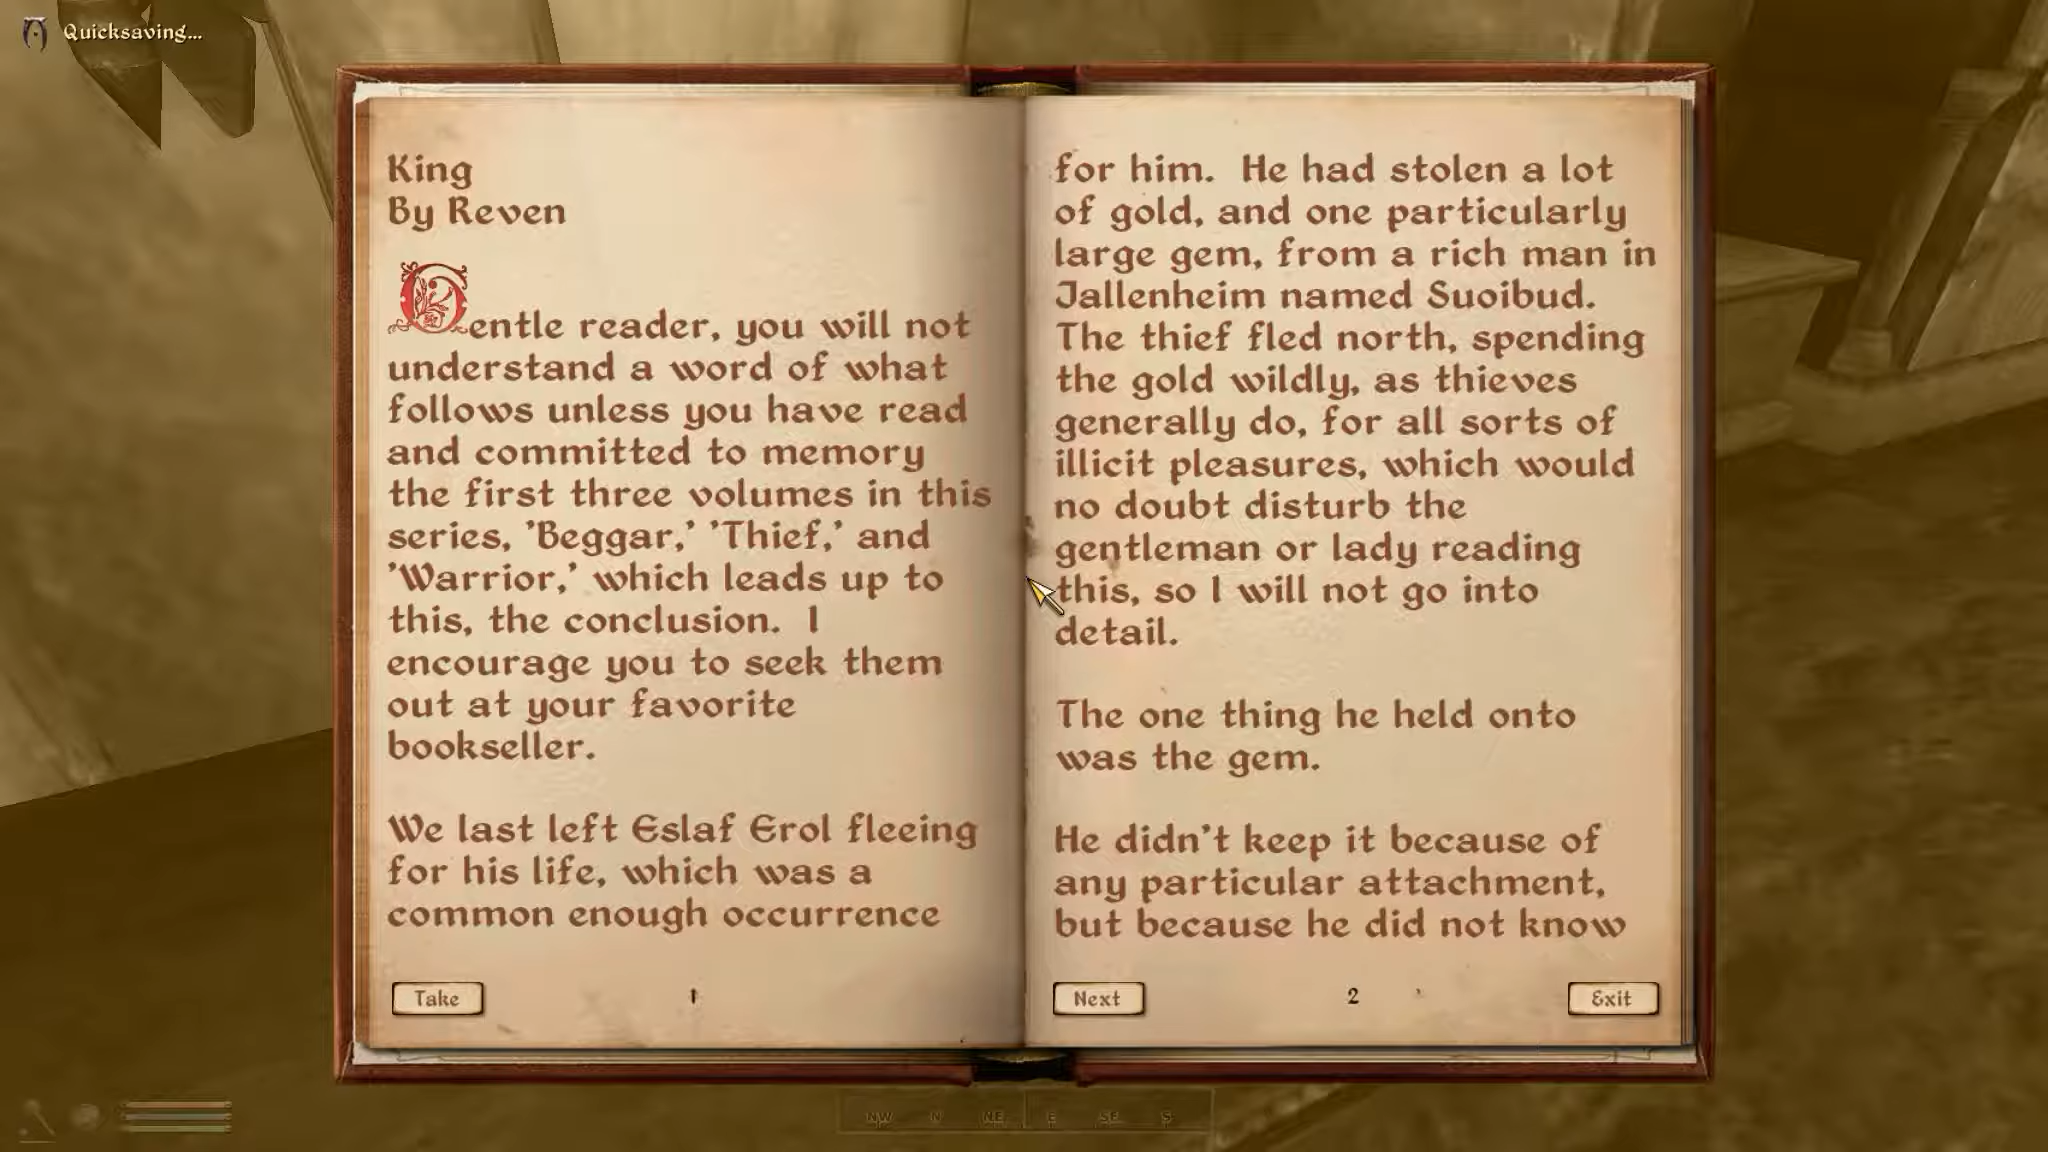 Quicksaving...
King
By Reven
Gentle reader, you will not
understand a word of what
follows unless you have read
and committed to memory
the first three volumes in this
series, 'Beggar,' 'Thief,' and
'Warrior,' which leads up to
this, the conclusion.  I
encourage you to seek them
out at your favorite
bookseller.
We last left Eslaf Erol fleeing
for his life, which was a
common enough occurrence
Take
1
for him.  He had stolen a lot
of gold, and one particularly
large gem, from a rich man in
Jallenheim named Suoibud.
The thief fled north, spending
the gold wildly, as thieves
generally do, for all sorts of
illicit pleasures, which would
no doubt disturb the
gentleman or lady reading
this, so I will not go into
detail.
The one thing he held onto
was the gem.
He didn't keep it because of
any particular attachment,
but because he did not know
Next
2
Exit
NW N NE E SE S